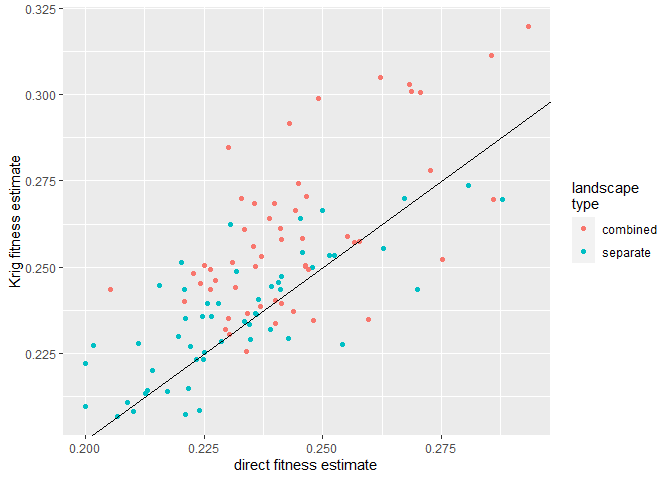 0.325
0.300
0.275
0.250
0.225
Krig fitness estimate
0.200
0.225
0.250
0.275
direct fitness estimate
landscape
type
combined
separate